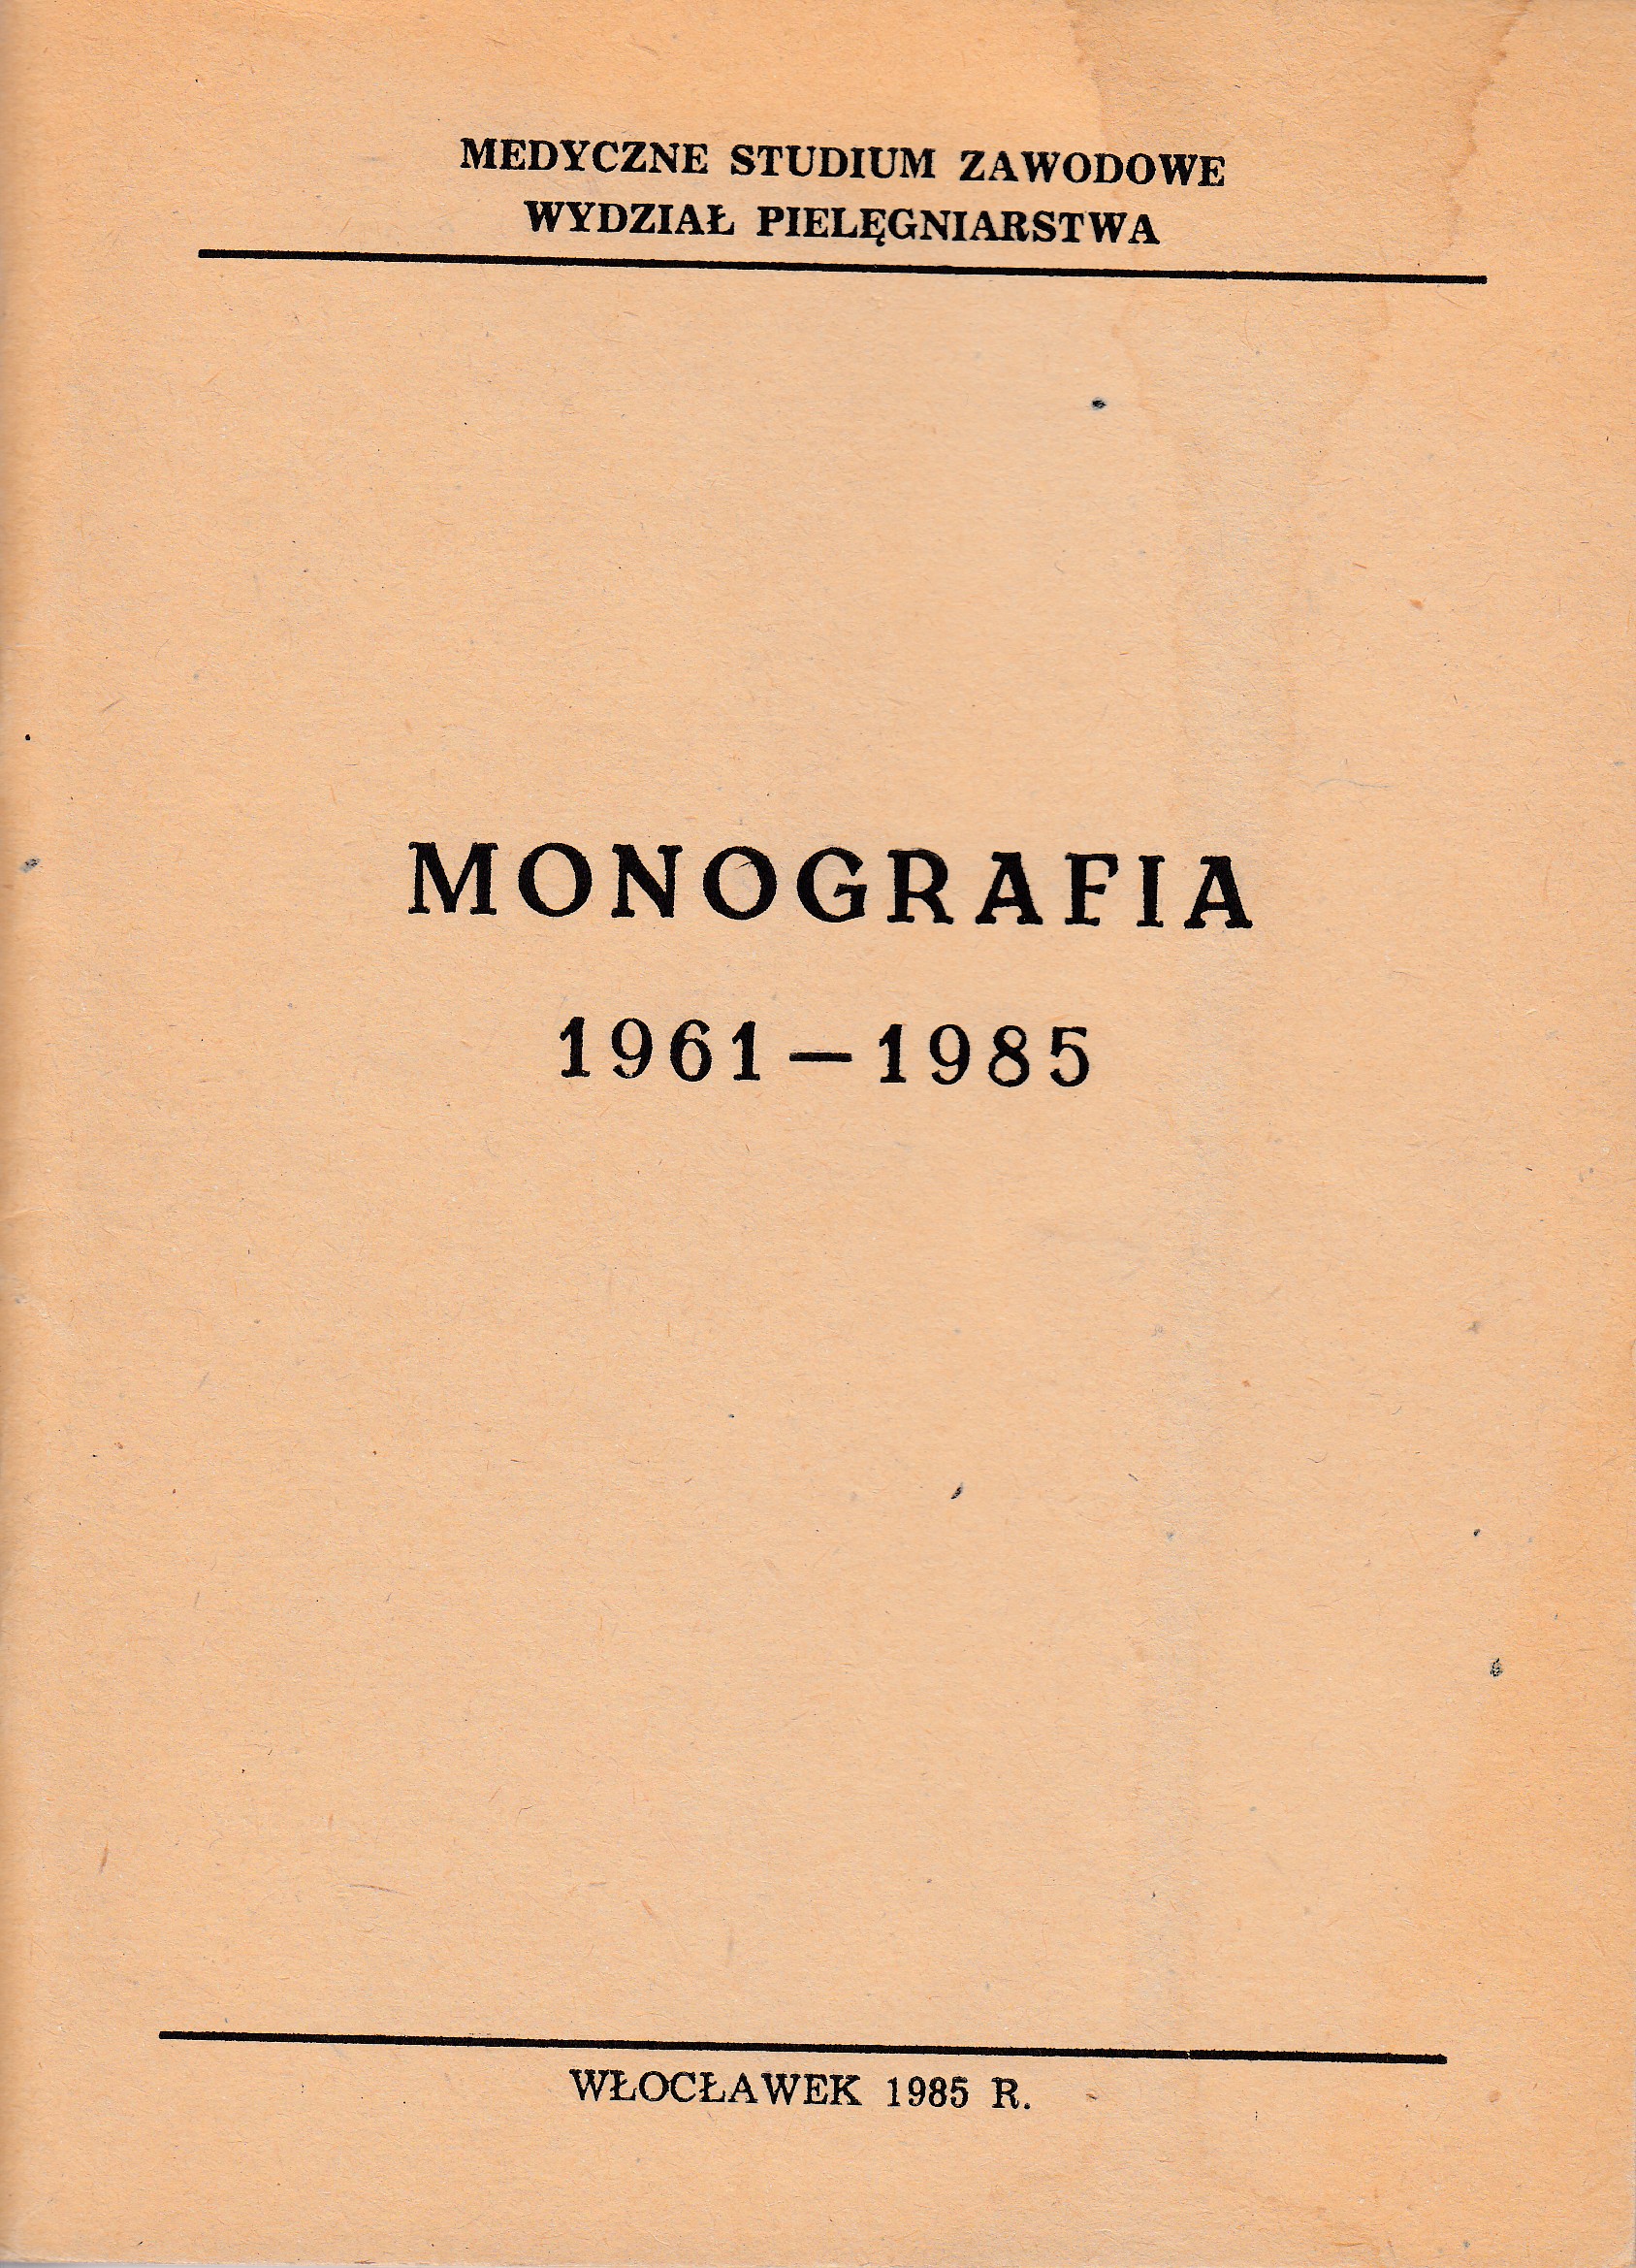 MEDYCZNE STUDIUM ZAWODOWE
WYDZIAŁ PIELĘGNIARSTWA
MONOGRAFIA
1961—1985
WŁOCŁAWEK 1985 R.